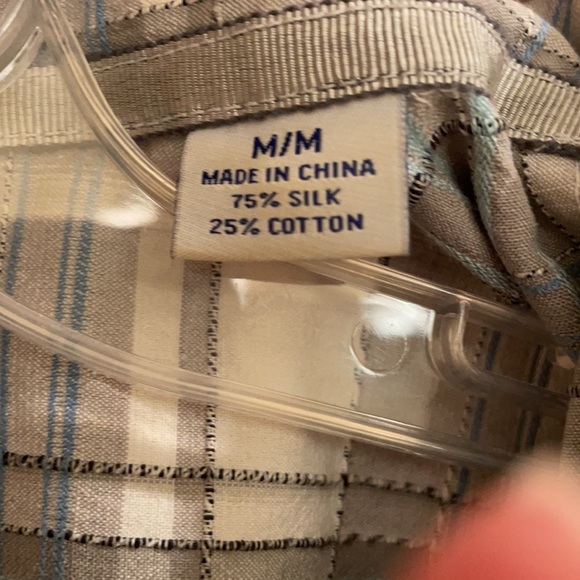 M/M
MADE IN CHINA
75% SILK
25% COTTON